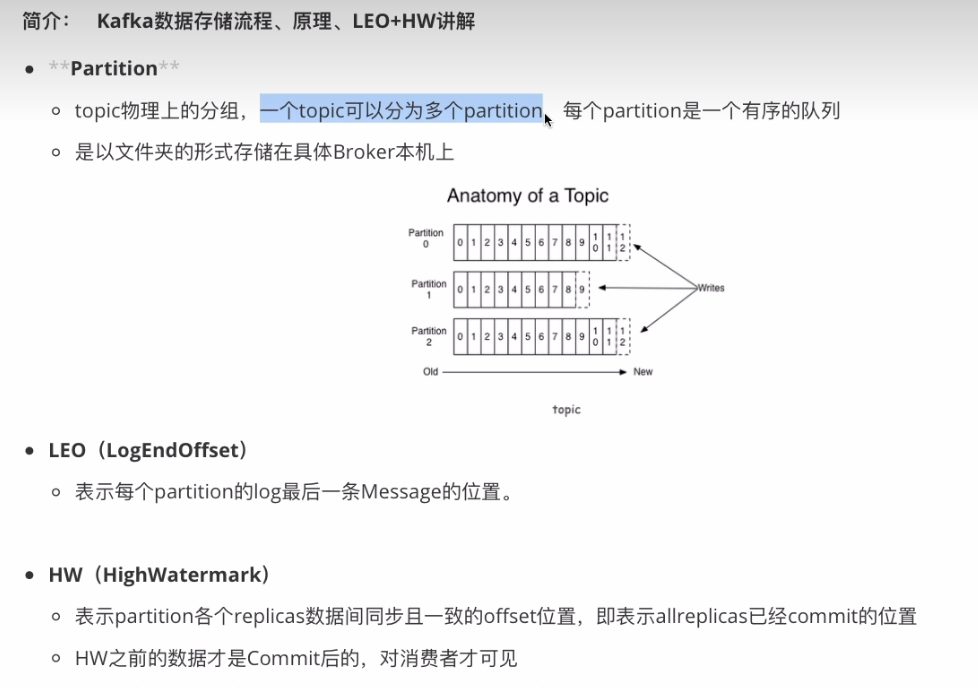 简介： Kafka数据存储流程、原理、LEO+HW讲解
**Partition**
topic物理上的分组，一个topic可以分为多个partition，每个partition是一个有序的队列
是以文件夹的形式存储在具体Broker本机上
Anatomy of a Topic
Partition 0
0 1 2 3 4 5 6 7 8 9 10 11 12
Partition 1
0 1 2 3 4 5 6 7 8 9
Writes
Partition 2
0 1 2 3 4 5 6 7 8 9 10 11 12
Old New
topic
LEO（LogEndOffset）
表示每个partition的log最后一条Message的位置。
HW（HighWatermark）
表示partition各个replicas数据间同步且一致的offset位置，即表示allreplicas已经commit的位置
HW之前的数据才是Commit后的，对消费者才可见